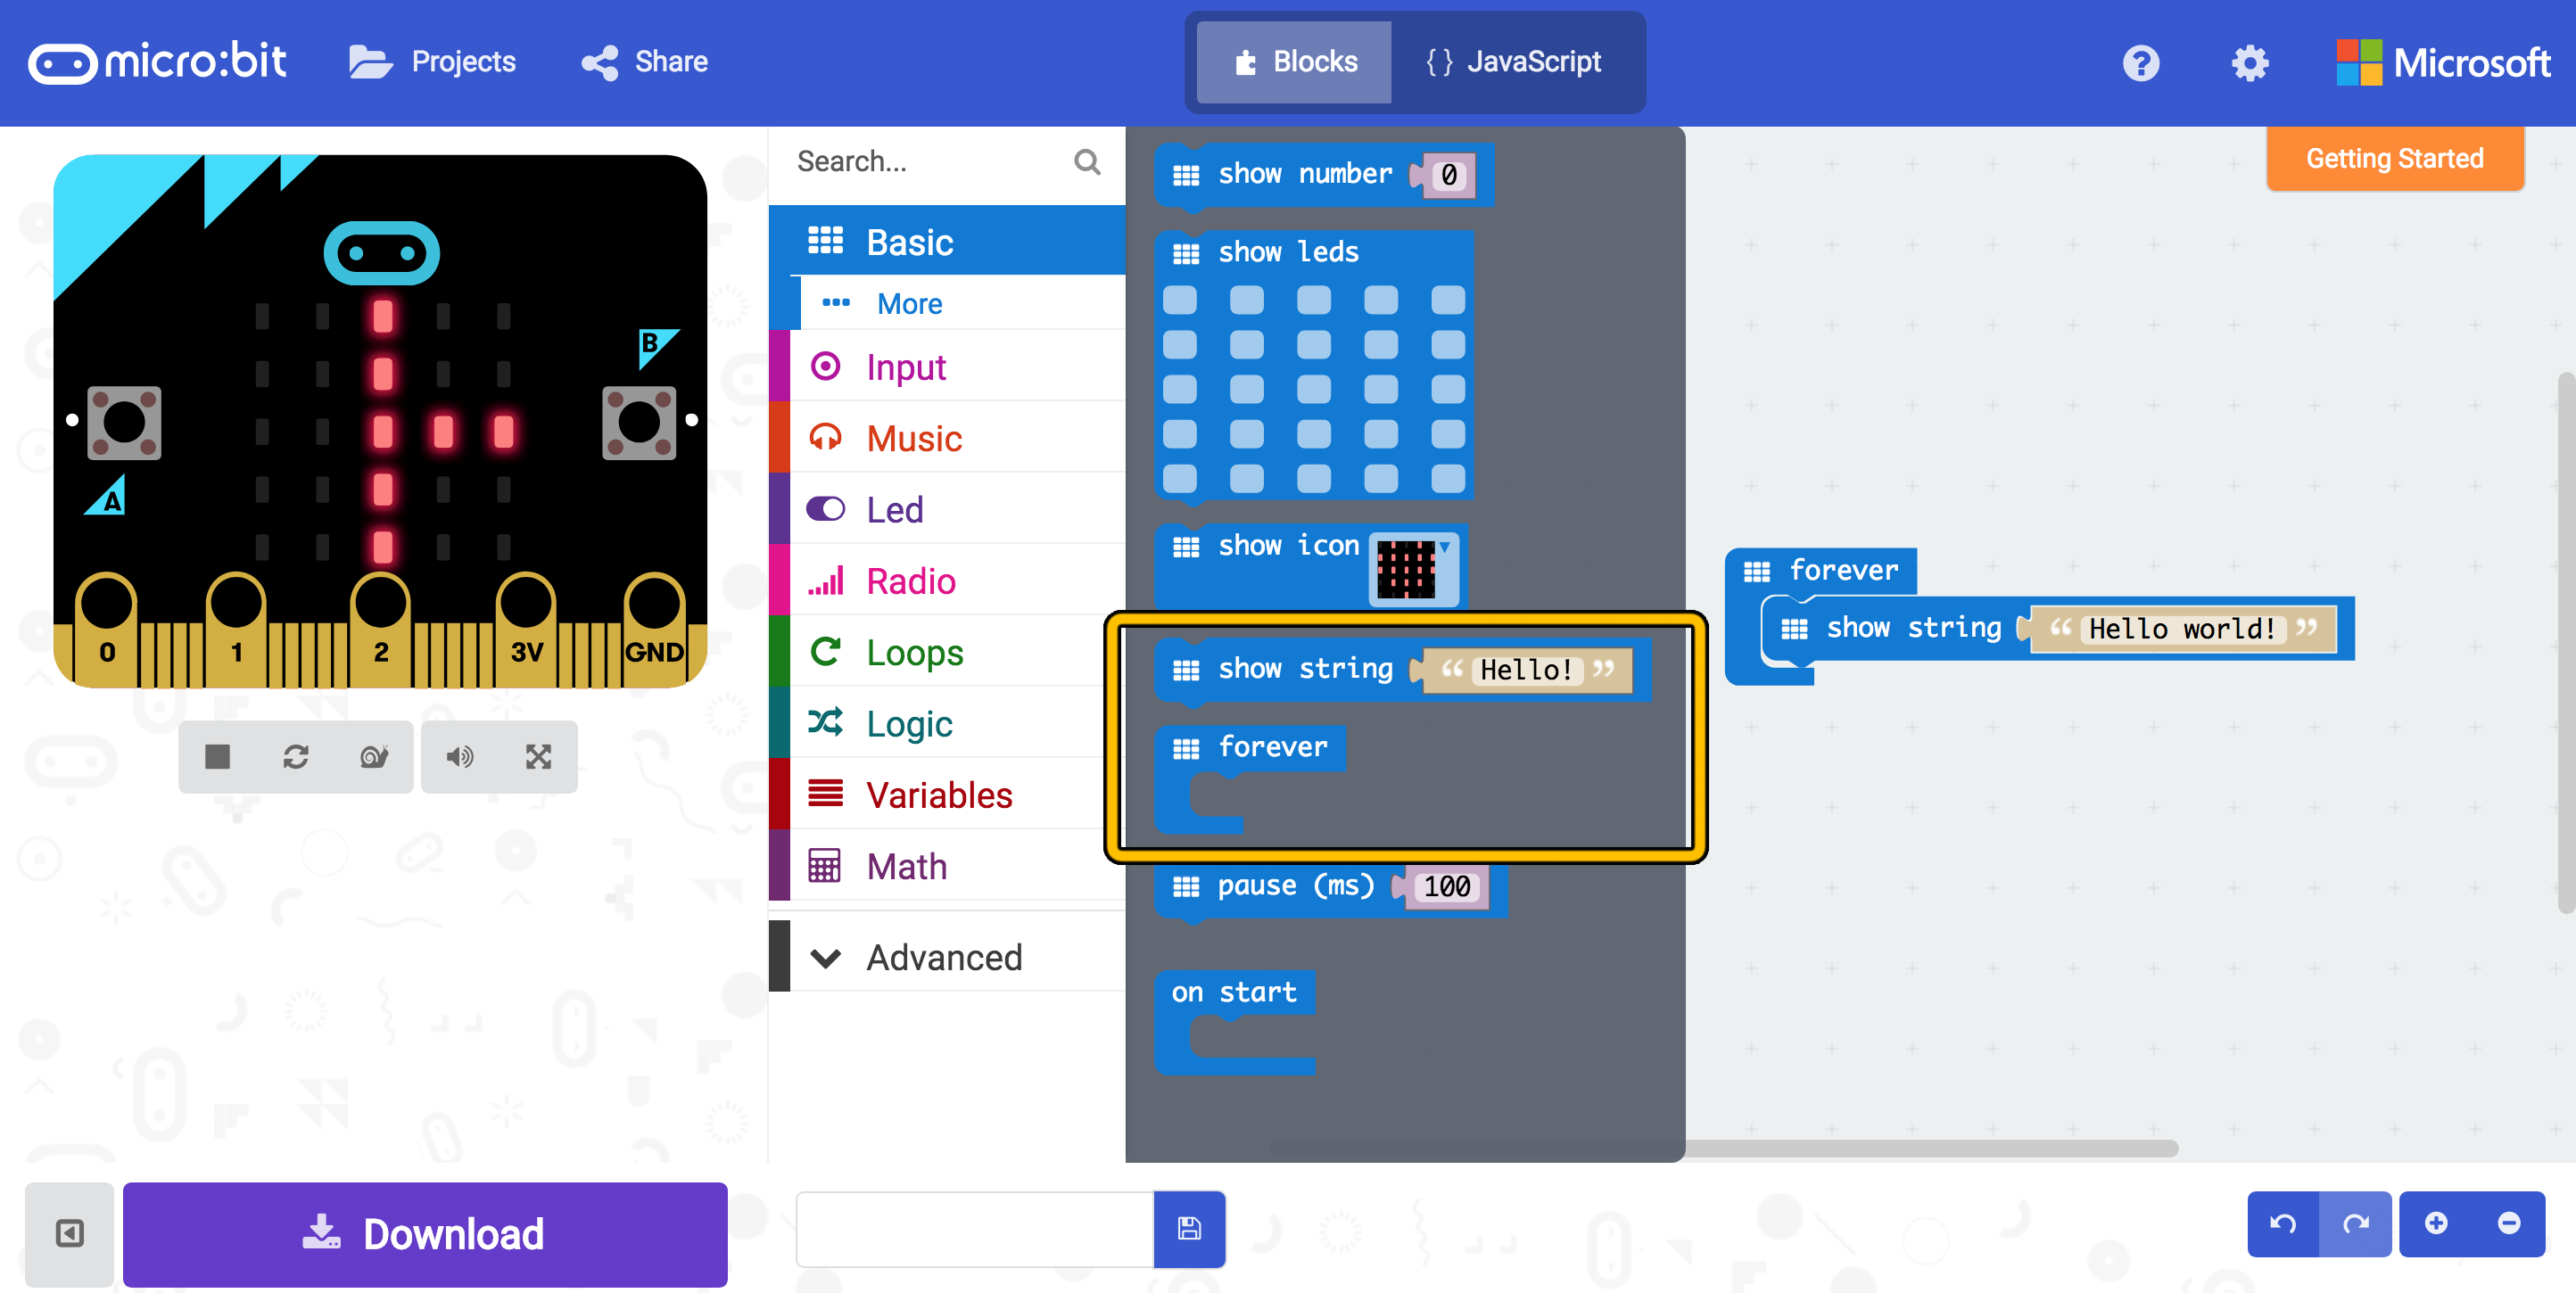 micro:bit
Projects
Share
Blocks
{ } JavaScript
?
Microsoft
B
A
0
1
2
3V
GND
Search...
Basic
More
Input
Music
Led
Radio
Loops
Logic
Variables
Math
Advanced
show number 0
show leds
show icon
show string “ Hello! ”
forever
pause (ms) 100
on start
Getting Started
forever
show string “ Hello world! ”
Download